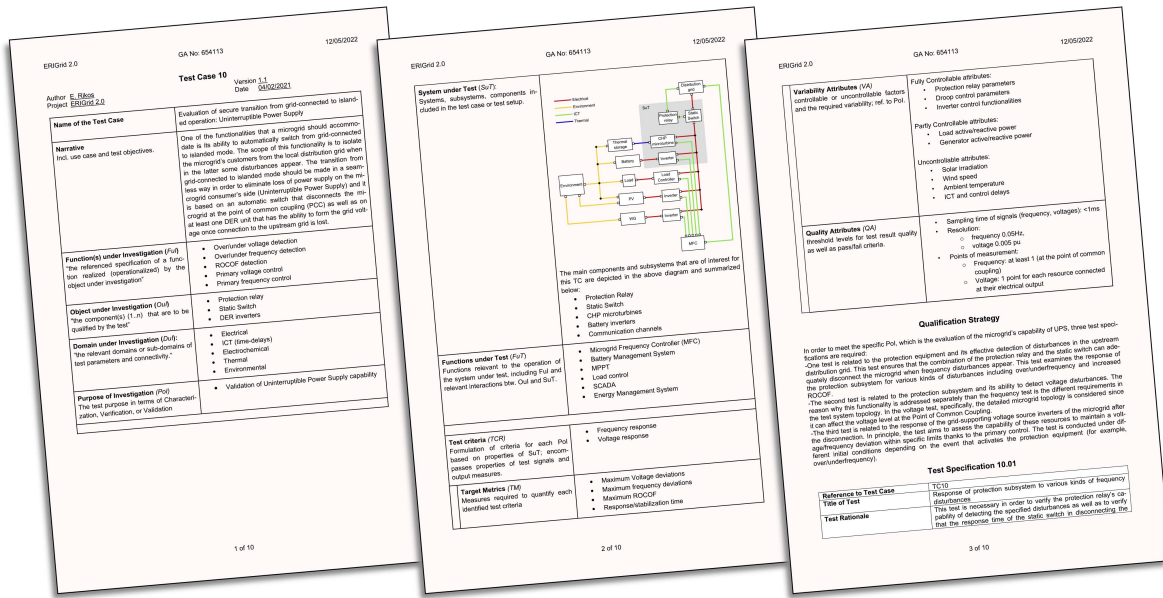 ERIGrid 2.0
GA No: 654113
12/05/2022
Test Case 10
Author E. Rikos
Version 1.1
Project ERIGrid 2.0
Date 04/02/2021
Name of the Test Case
Evaluation of secure transition from grid-connected to island-
ed operation: Uninterruptible Power Supply
Narrative
Incl. use case and test objectives.
One of the functionalities that a microgrid should accommo-
date is its ability to automatically switch from grid-connected
to islanded mode. The scope of this functionality is to isolate
the microgrid's customers from the local distribution grid when
in the latter some disturbances appear. The transition from
grid-connected to islanded mode should be made in a seam-
less way in order to eliminate loss of power supply on the mi-
crogrid consumer's side (Uninterruptible Power Supply) and it
is based on an automatic switch that disconnects the mi-
crogrid at the point of common coupling (PCC) as well as on
at least one DER unit that has the ability to form the grid volt-
age once connection to the upstream grid is lost.
Function(s) under Investigation (FuI)
"the referenced specification of a func-
tion realized (operationalized) by the
object under investigation"
• Over/under voltage detection
• Over/under frequency detection
• ROCOF detection
• Primary voltage control
• Primary frequency control
Object under Investigation (OuI)
"the component(s) (1..n) that are to be
qualified by the test"
• Protection relay
• Static Switch
• DER inverters
Domain under Investigation (DuI):
"the relevant domains or sub-domains of
test parameters and connectivity."
• Electrical
• ICT (time-delays)
• Electrochemical
• Thermal
• Environmental
Purpose of Investigation (PoI)
The test purpose in terms of Characteri-
zation, Verification, or Validation
• Validation of Uninterruptible Power Supply capability
1 of 10
ERIGrid 2.0
GA No: 654113
12/05/2022
System under Test (SuT):
Systems, subsystems, components in-
cluded in the test case or test setup.
Electrical
Environment
ICT
Thermal
Distribution
grid
SuT
Protection
relay
Static
Switch
Thermal
storage
CHP
microturbine
Battery
Inverter
Environment
Load
Load
Controller
PV
Inverter
WG
Inverter
MFC
The main components and subsystems that are of interest for
this TC are depicted in the above diagram and summarized
below:
• Protection Relay
• Static Switch
• CHP microturbines
• Battery inverters
• Communication channels
Functions under Test (FuT)
Functions relevant to the operation of
the system under test, including FuI and
relevant interactions btw. OuI and SuT.
• Microgrid Frequency Controller (MFC)
• Battery Management System
• MPPT
• Load control
• SCADA
• Energy Management System
Test criteria (TCR)
Formulation of criteria for each PoI
based on properties of SuT; encom-
passes properties of test signals and
output measures.
• Frequency response
• Voltage response
Target Metrics (TM)
Measures required to quantify each
identified test criteria
• Maximum Voltage deviations
• Maximum frequency deviations
• Maximum ROCOF
• Response/stabilization time
2 of 10
ERIGrid 2.0
GA No: 654113
12/05/2022
Variability Attributes (VA)
controllable or uncontrollable factors
and the required variability; ref. to PoI.
Fully Controllable attributes:
• Protection relay parameters
• Droop control parameters
• Inverter control functionalities
Partly Controllable attributes:
• Load active/reactive power
• Generator active/reactive power
Uncontrollable attributes:
• Solar irradiation
• Wind speed
• Ambient temperature
• ICT and control delays
Quality Attributes (QA)
threshold levels for test result quality
as well as pass/fail criteria.
• Sampling time of signals (frequency, voltages): <1ms
• Resolution:
o frequency 0.05Hz,
o voltage 0.005 pu
• Points of measurement:
o Frequency: at least 1 (at the point of common
coupling)
o Voltage: 1 point for each resource connected
at their electrical output
Qualification Strategy
In order to meet the specific PoI, which is the evaluation of the microgrid's capability of UPS, three test speci-
fications are required:
-One test is related to the protection equipment and its effective detection of disturbances in the upstream
distribution grid. This test ensures that the combination of the protection relay and the static switch can ade-
quately disconnect the microgrid when frequency disturbances appear. This test examines the response of
the protection subsystem for various kinds of disturbances including over/underfrequency and increased
ROCOF.
-The second test is related to the protection subsystem and its ability to detect voltage disturbances. The
reason why this functionality is addressed separately than the frequency test is the different requirements in
the test system topology. In the voltage test, specifically, the detailed microgrid topology is considered since
it can affect the voltage level at the Point of Common Coupling.
-The third test is related to the response of the grid-supporting voltage source inverters of the microgrid after
the disconnection. In principle, the test aims to assess the capability of these resources to maintain a volt-
age/frequency deviation within specific limits thanks to the primary control. The test is conducted under dif-
ferent initial conditions depending on the event that activates the protection equipment (for example,
over/underfrequency).
Test Specification 10.01
Reference to Test Case
TC10
Title of Test
Response of protection subsystem to various kinds of frequency
disturbances
Test Rationale
This test is necessary in order to verify the protection relay's ca-
pability of detecting the specified disturbances as well as to verify
that the response time of the static switch in disconnecting the
3 of 10